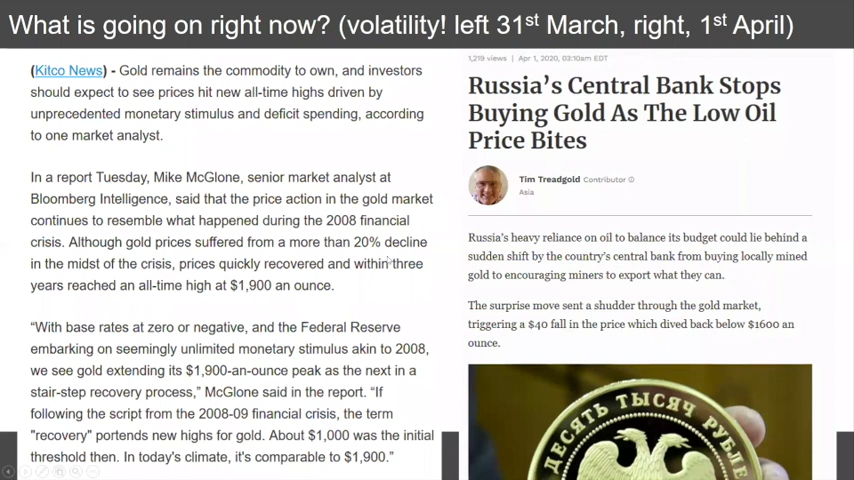 What is going on right now? (volatility! left 31st March, right, 1st April)
(Kitco News) - Gold remains the commodity to own, and investors
should expect to see prices hit new all-time highs driven by
unprecedented monetary stimulus and deficit spending, according
to one market analyst.
In a report Tuesday, Mike McGlone, senior market analyst at
Bloomberg Intelligence, said that the price action in the gold market
continues to resemble what happened during the 2008 financial
crisis. Although gold prices suffered from a more than 20% decline
in the midst of the crisis, prices quickly recovered and within three
years reached an all-time high at $1,900 an ounce.
“With base rates at zero or negative, and the Federal Reserve
embarking on seemingly unlimited monetary stimulus akin to 2008,
we see gold extending its $1,900-an-ounce peak as the next in a
stair-step recovery process,” McGlone said in the report. “If
following the script from the 2008-09 financial crisis, the term
"recovery" portends new highs for gold. About $1,000 was the initial
threshold then. In today's climate, it's comparable to $1,900.”
1,219 views | Apr 1, 2020, 03:10am EDT
Russia’s Central Bank Stops
Buying Gold As The Low Oil
Price Bites
Tim Treadgold Contributor
Asia
Russia’s heavy reliance on oil to balance its budget could lie behind a
sudden shift by the country’s central bank from buying locally mined
gold to encouraging miners to export what they can.
The surprise move sent a shudder through the gold market,
triggering a $40 fall in the price which dived back below $1600 an
ounce.
ДЕСЯТЬ ТЫСЯЧ РУБЛЕЙ